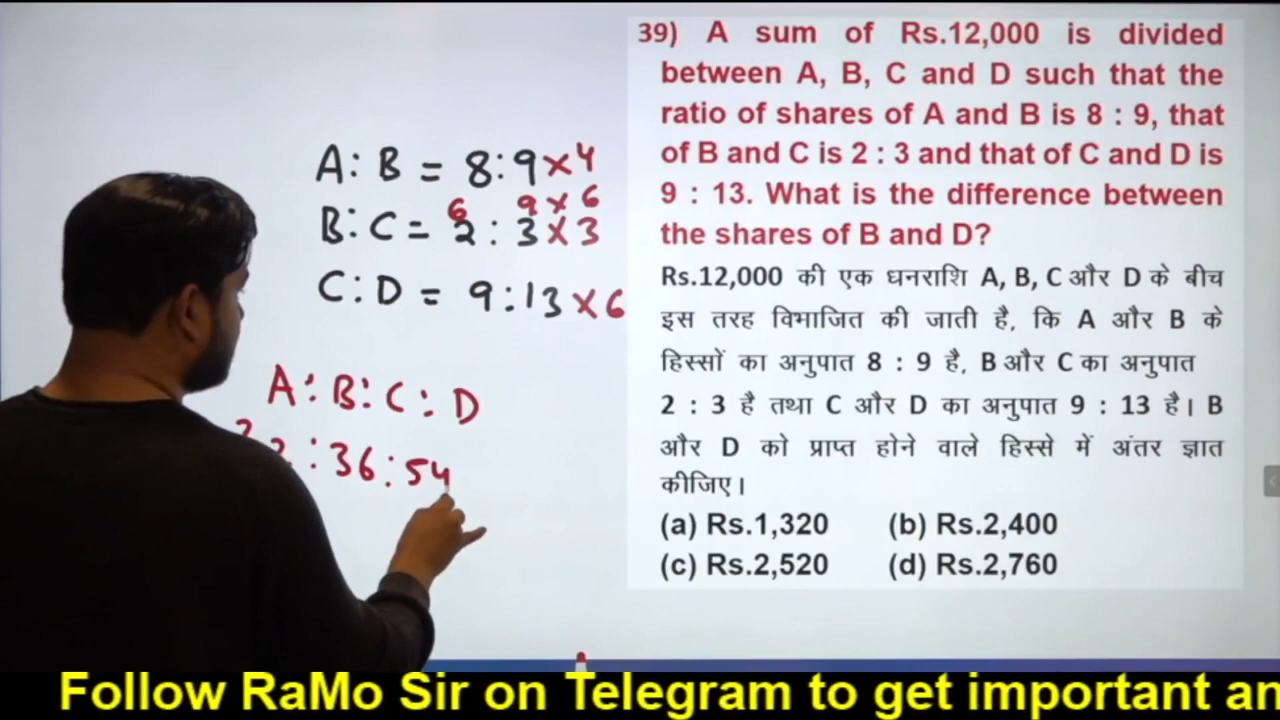 39) A sum of Rs.12,000 is divided
between A, B, C and D such that the
ratio of shares of A and B is 8 : 9, that
of B and C is 2 : 3 and that of C and D is
9 : 13. What is the difference between
the shares of B and D?
Rs.12,000 की एक धनराशि A, B, C और D के बीच
इस तरह विभाजित की जाती है, कि A और B के
हिस्सों का अनुपात 8 : 9 है, B और C का अनुपात
2 : 3 है तथा C और D का अनुपात 9 : 13 है। B
और D को प्राप्त होने वाले हिस्से में अंतर ज्ञात
कीजिए।
(a) Rs.1,320 (b) Rs.2,400
(c) Rs.2,520 (d) Rs.2,760
A : B = 8 : 9 × 4
6 9 × 6
B : C = 2 : 3 × 3
C : D = 9 : 13 × 6
A : B : C : D
: 36 : 54
Follow RaMo Sir on Telegram to get important an